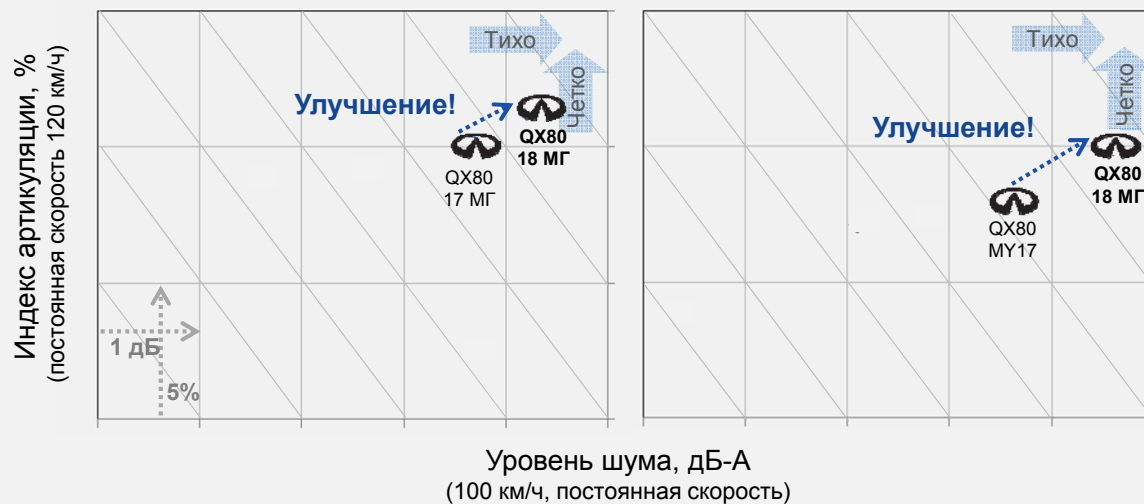 Индекс артикуляции, %
(постоянная скорость 120 км/ч)
Тихо
Четко
Улучшение!
QX80
18 МГ
QX80
17 МГ
1 дБ
5%
Тихо
Четко
Улучшение!
QX80
18 МГ
QX80
MY17
Уровень шума, дБ-А
(100 км/ч, постоянная скорость)